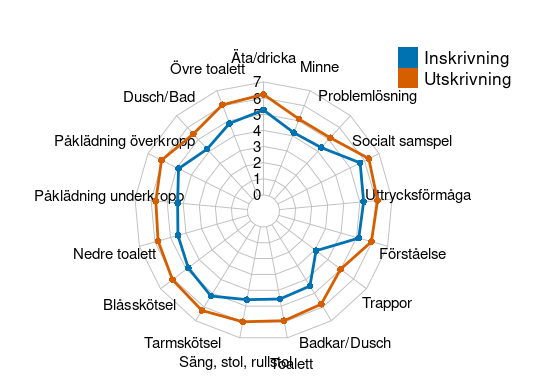 Äta/dricka
Minne
Övre toalett
Inskrivning
Utskrivning
7
6
5
4
3
2
1
0
Dusch/Bad
Problemlösning
Påklädning överkropp
Socialt samspel
Påklädning underkropp
Uttrycksförmåga
Nedre toalett
Förståelse
Blåsskötsel
Trappor
Tarmskötsel
Badkar/Dusch
Säng, stol, rullstol
Toalett